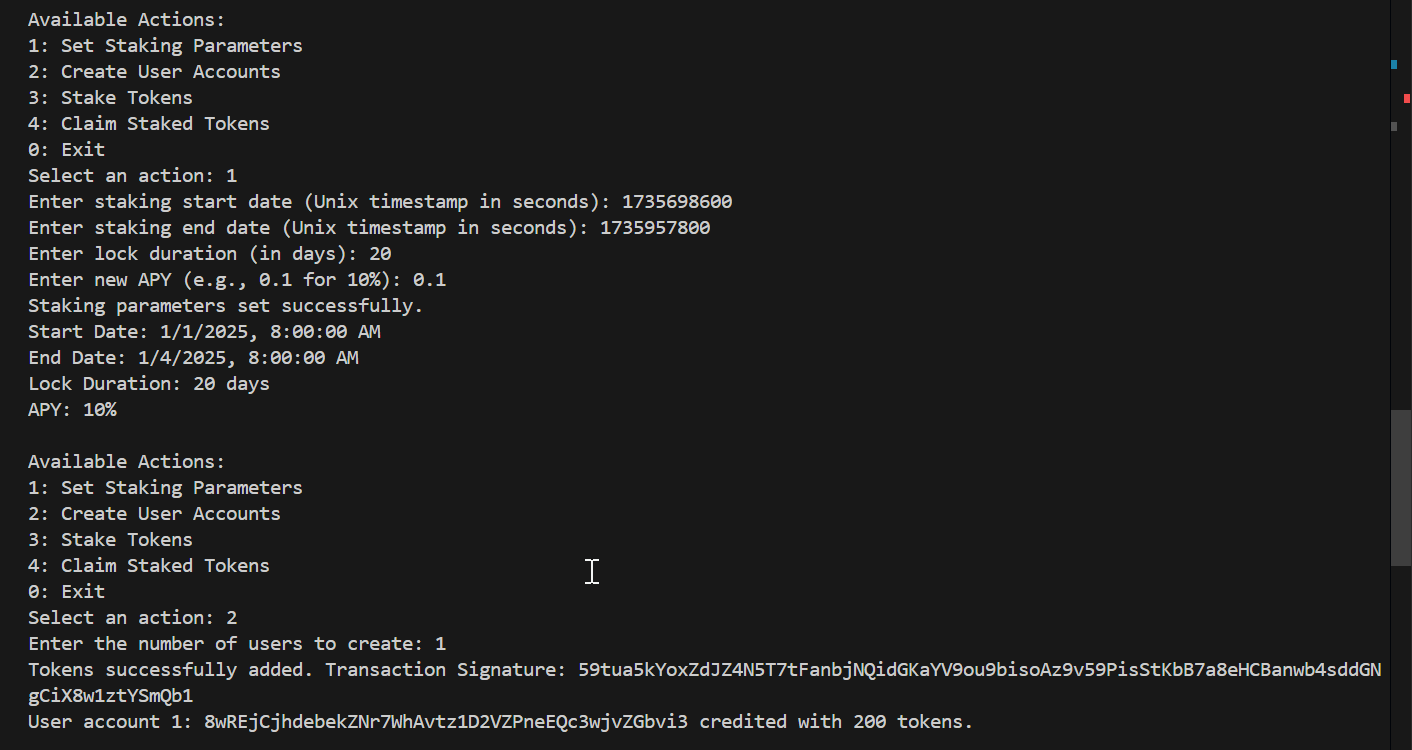 Available Actions:
1: Set Staking Parameters
2: Create User Accounts
3: Stake Tokens
4: Claim Staked Tokens
0: Exit
Select an action: 1
Enter staking start date (Unix timestamp in seconds): 1735698600
Enter staking end date (Unix timestamp in seconds): 1735957800
Enter lock duration (in days): 20
Enter new APY (e.g., 0.1 for 10%): 0.1
Staking parameters set successfully.
Start Date: 1/1/2025, 8:00:00 AM
End Date: 1/4/2025, 8:00:00 AM
Lock Duration: 20 days
APY: 10%
Available Actions:
1: Set Staking Parameters
2: Create User Accounts
3: Stake Tokens
4: Claim Staked Tokens
0: Exit
Select an action: 2
Enter the number of users to create: 1
Tokens successfully added. Transaction Signature: 59tua5kYoxZdJZ4N5T7tFanbjNQidGKaYV9ou9bisoAz9v59PisStKbB7a8eHCBanwb4sddGN
gCiX8w1ztYSmQb1
User account 1: 8wREjCjhdebekZNr7WhAvtz1D2VZPneEQc3wjvZGbvi3 credited with 200 tokens.